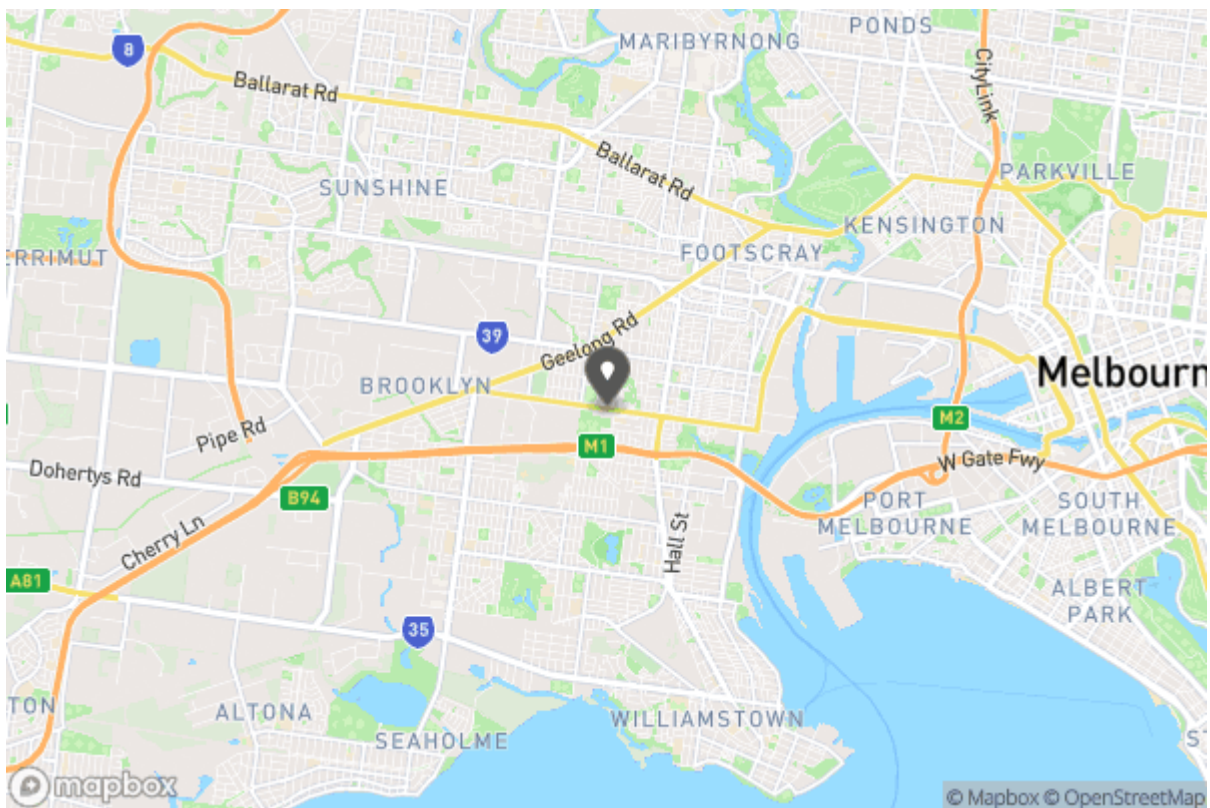 PONDS
MARIBYRNONG
8
CityLink
Ballarat Rd
Ballarat Rd
PARKVILLE
SUNSHINE
KENSINGTON
FOOTSCRAY
ERRIMUT
39
Geelong Rd
Melbourn
BROOKLYN
M2
Pipe Rd
M1
W Gate Fwy
Dohertys Rd
B94
PORT
MELBOURNE
SOUTH
MELBOURNE
Cherry Ln
Hall St
A81
ALBERT
PARK
35
TON
ALTONA
WILLIAMSTOWN
SEAHOLME
ST
mapbox
© Mapbox © OpenStreetMap